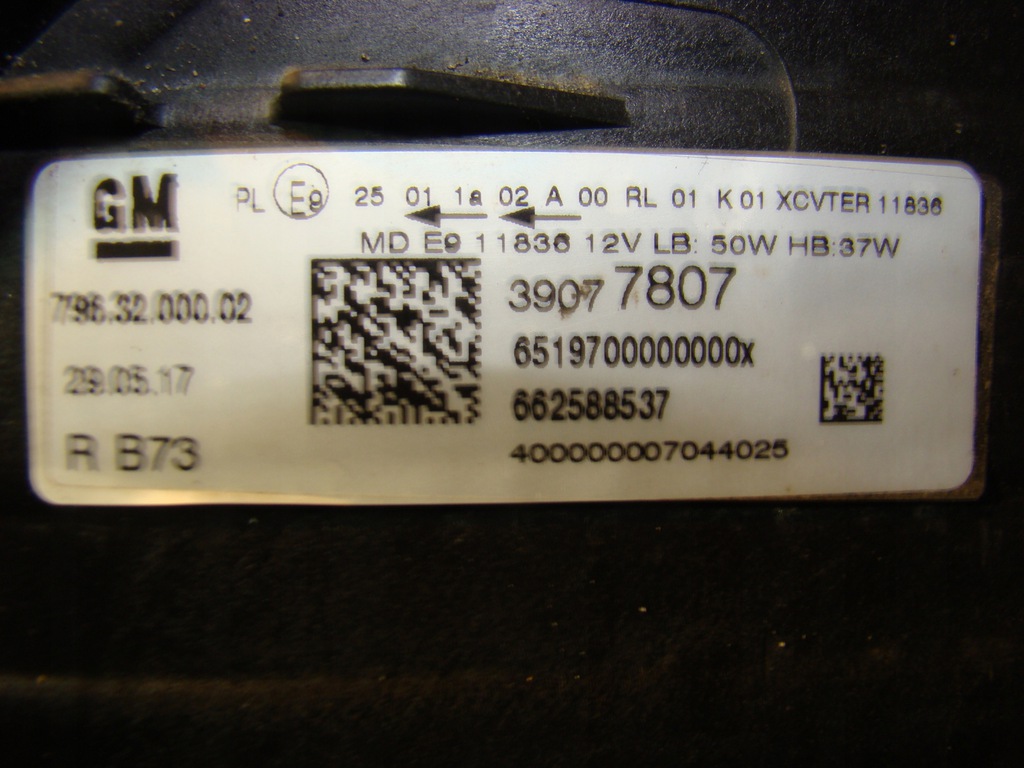 GM
PL E9 25 01 1a 02 A 00 RL 01 K 01 XCVTER 11836
MD E9 11836 12V LB: 50W HB:37W
796.32.000.02
29.05.17
R B73
3907 7807
6519700000000x
662588537
400000007044025